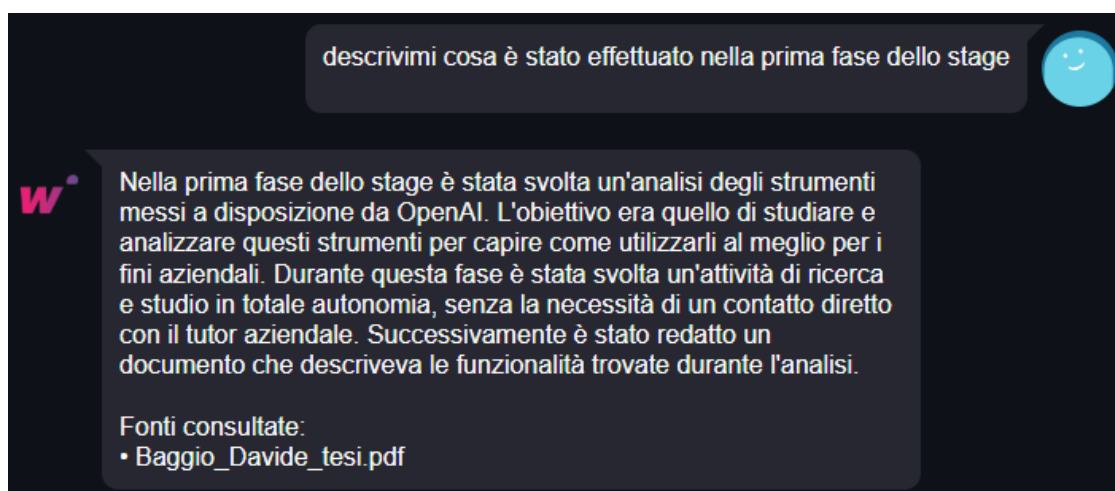 descrivimi cosa è stato effettuato nella prima fase dello stage
w
Nella prima fase dello stage è stata svolta un'analisi degli strumenti
messi a disposizione da OpenAI. L'obiettivo era quello di studiare e
analizzare questi strumenti per capire come utilizzarli al meglio per i
fini aziendali. Durante questa fase è stata svolta un'attività di ricerca
e studio in totale autonomia, senza la necessità di un contatto diretto
con il tutor aziendale. Successivamente è stato redatto un
documento che descriveva le funzionalità trovate durante l'analisi.
Fonti consultate:
• Baggio_Davide_tesi.pdf